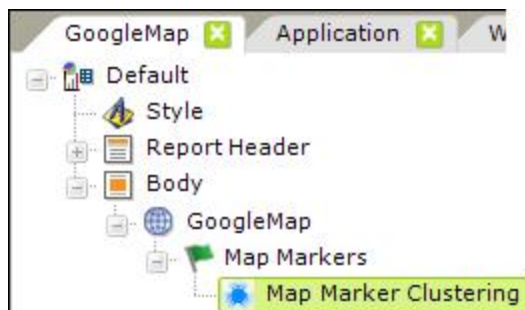 GoogleMap Application W
Default
Style
Report Header
Body
GoogleMap
Map Markers
Map Marker Clustering